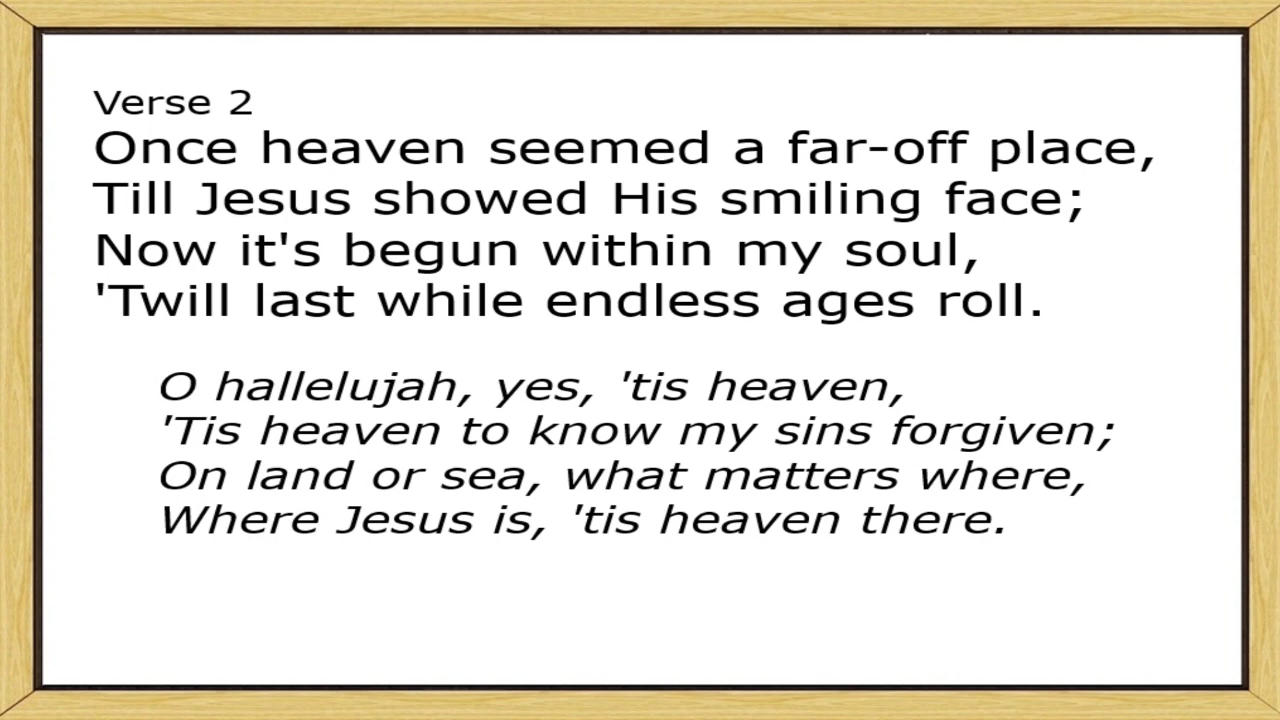 Verse 2
Once heaven seemed a far-off place,
Till Jesus showed His smiling face;
Now it's begun within my soul,
'Twill last while endless ages roll.
O hallelujah, yes, 'tis heaven,
'Tis heaven to know my sins forgiven;
On land or sea, what matters where,
Where Jesus is, 'tis heaven there.